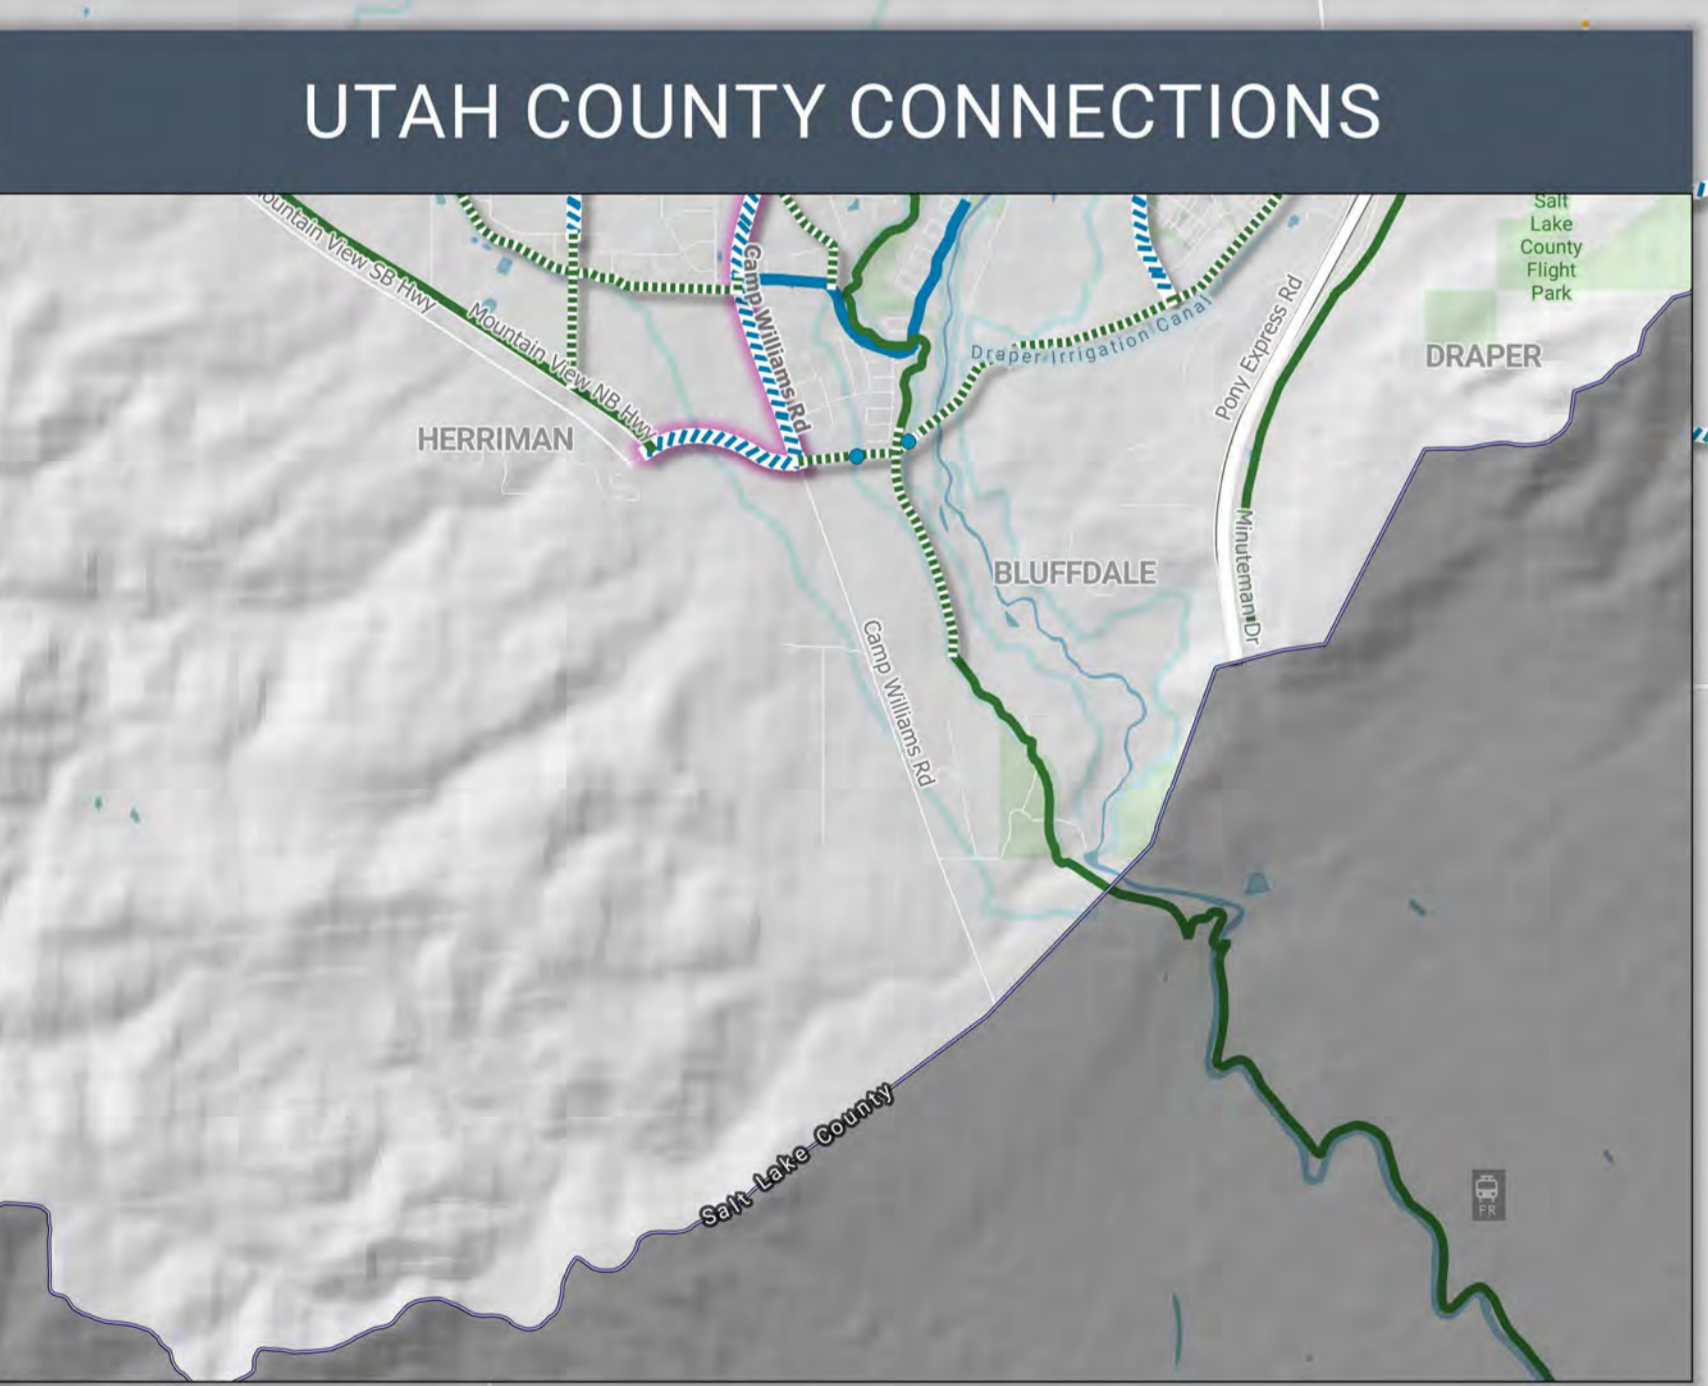 UTAH COUNTY CONNECTIONS
Mountain View SB Hwy
Mountain View NB Hwy
Camp Williams Rd
Salt
Lake
County
Flight
Park
Draper Irrigation Canal
Pony Express Rd
DRAPER
HERRIMAN
BLUFFDALE
Minuteman Dr
Camp Williams Rd
Salt Lake County
FR